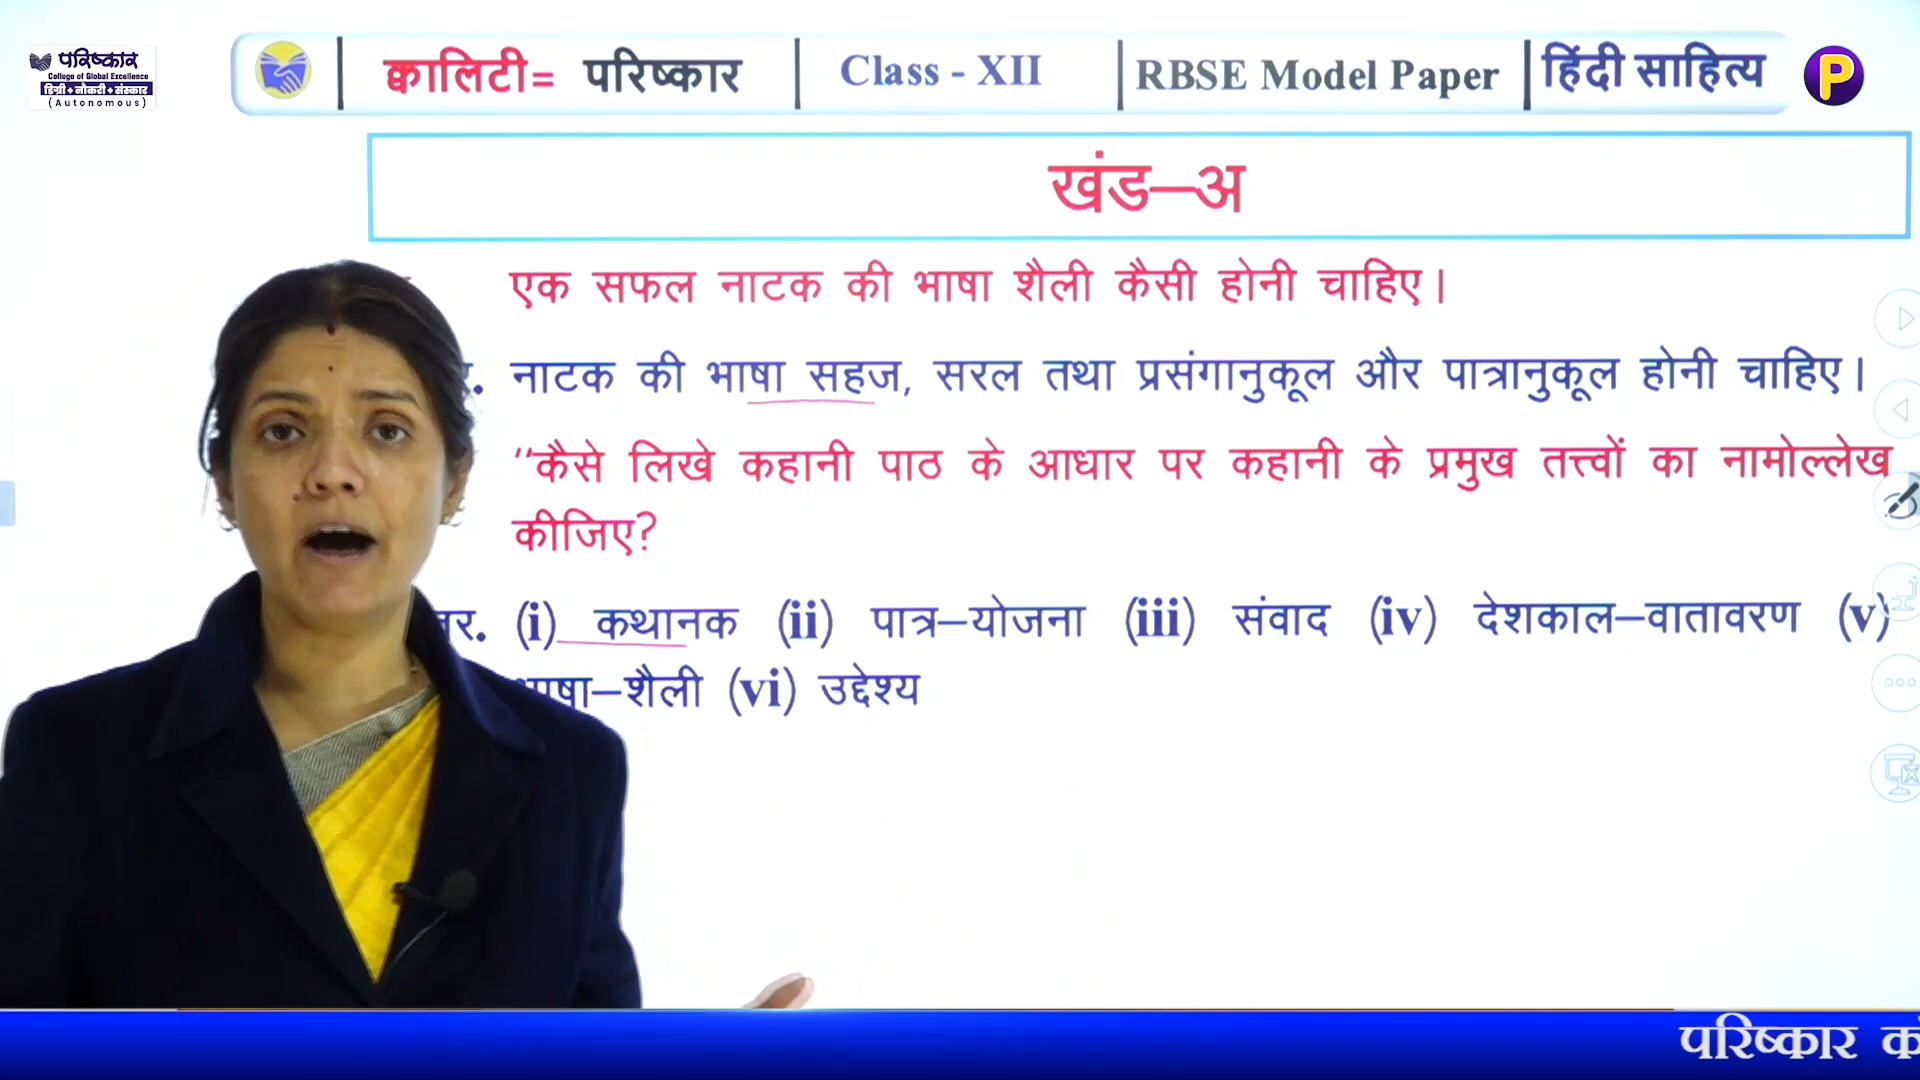 परिष्कार
College of Global Excellence
डिग्री + नौकरी + संस्कार
(Autonomous)
क्वालिटी= परिष्कार
Class - XII
RBSE Model Paper
हिंदी साहित्य
P
खंड–अ
एक सफल नाटक की भाषा शैली कैसी होनी चाहिए।
नाटक की भाषा सहज, सरल तथा प्रसंगानुकूल और पात्रानुकूल होनी चाहिए।
‘‘कैसे लिखे कहानी पाठ के आधार पर कहानी के प्रमुख तत्त्वों का नामोल्लेख
कीजिए?
(i) कथानक (ii) पात्र–योजना (iii) संवाद (iv) देशकाल–वातावरण (v)
भाषा–शैली (vi) उद्देश्य
परिष्कार